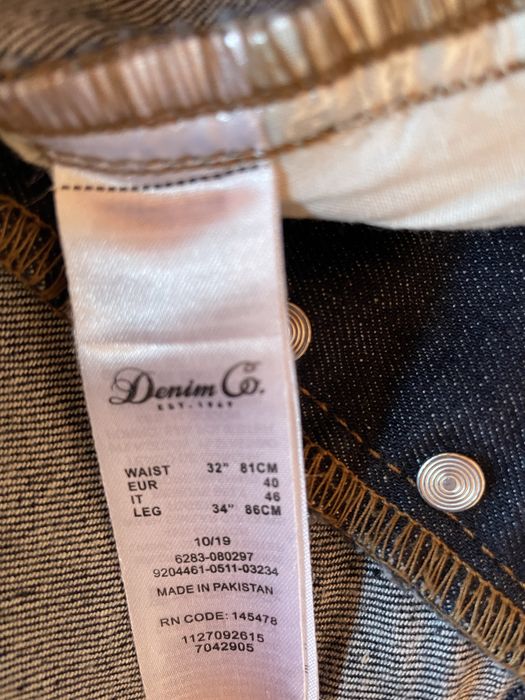 Denim Co.
EST. 1969
WAIST 32" 81CM
EUR 40
IT 46
LEG 34" 86CM
10/19
6283-080297
9204461-0511-03234
MADE IN PAKISTAN
RN CODE: 145478
1127092615
7042905